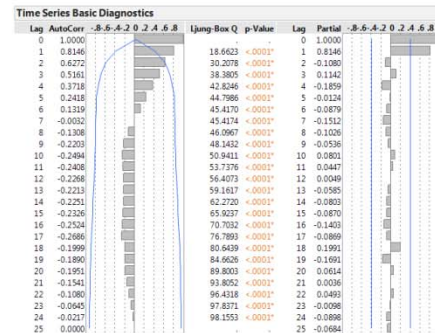 Time Series Basic Diagnostics
Lag AutoCorr -.8-.6-.4-.2 0 .2 .4 .6 .8 Ljung-Box Q p-Value Lag Partial -.8-.6-.4-.2 0 .2 .4 .6 .8
0 1.0000 . . 0 1.0000
1 0.8146 18.6623 <.0001* 1 0.8146
2 0.6272 30.2078 <.0001* 2 -0.1080
3 0.5161 38.3805 <.0001* 3 0.1142
4 0.3718 42.8246 <.0001* 4 -0.1859
5 0.2418 44.7986 <.0001* 5 -0.0124
6 0.1319 45.4170 <.0001* 6 -0.0879
7 -0.0032 45.4174 <.0001* 7 -0.1512
8 -0.1308 46.0967 <.0001* 8 -0.1026
9 -0.2203 48.1432 <.0001* 9 -0.0536
10 -0.2494 50.9411 <.0001* 10 0.0801
11 -0.2408 53.7376 <.0001* 11 0.0447
12 -0.2268 56.4073 <.0001* 12 0.0049
13 -0.2213 59.1617 <.0001* 13 -0.0585
14 -0.2251 62.2720 <.0001* 14 -0.0803
15 -0.2326 65.9237 <.0001* 15 -0.0870
16 -0.2524 70.7032 <.0001* 16 -0.1403
17 -0.2686 76.7893 <.0001* 17 -0.0869
18 -0.1999 80.6439 <.0001* 18 0.1991
19 -0.1890 84.6626 <.0001* 19 -0.1691
20 -0.1951 89.8003 <.0001* 20 0.0614
21 -0.1541 93.8052 <.0001* 21 0.0036
22 -0.1080 96.4318 <.0001* 22 0.0493
23 -0.0645 97.8371 <.0001* 23 -0.0098
24 -0.0217 98.1553 <.0001* 24 -0.0898
25 0.0000 . . 25 -0.0684